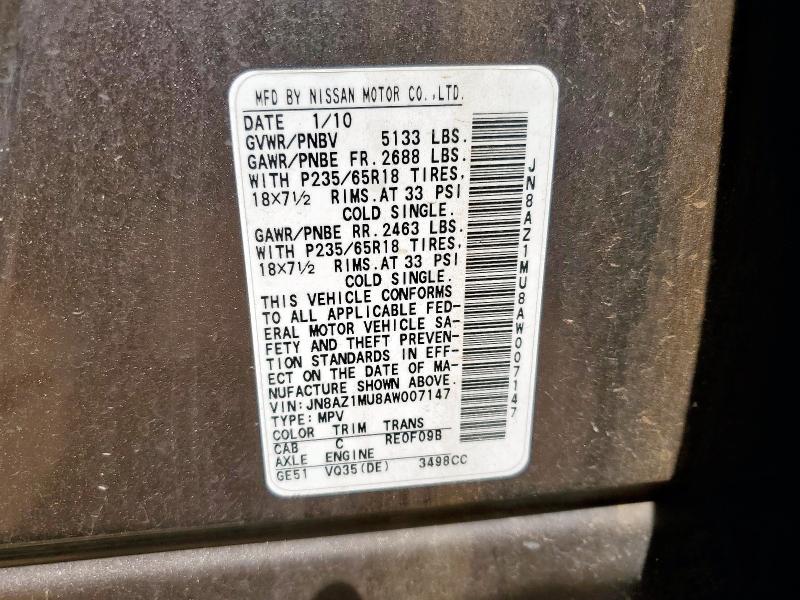 MFD BY NISSAN MOTOR CO.,LTD.
DATE 1/10
GVWR/PNBV 5133 LBS.
GAWR/PNBE FR. 2688 LBS.
WITH P235/65R18 TIRES,
18×7½ RIMS.AT 33 PSI
COLD SINGLE.
GAWR/PNBE RR. 2463 LBS.
WITH P235/65R18 TIRES,
18×7½ RIMS.AT 33 PSI
COLD SINGLE.
THIS VEHICLE CONFORMS
TO ALL APPLICABLE FED-
ERAL MOTOR VEHICLE SA-
FETY AND THEFT PREVEN-
TION STANDARDS IN EFF-
ECT ON THE DATE OF MA-
NUFACTURE SHOWN ABOVE.
VIN: JN8AZ1MU8AW007147
TYPE: MPV
COLOR TRIM TRANS
CAB C RE0F09B
AXLE ENGINE
GE51 VQ35(DE) 3498CC
JN8AZ1MU8AW007147